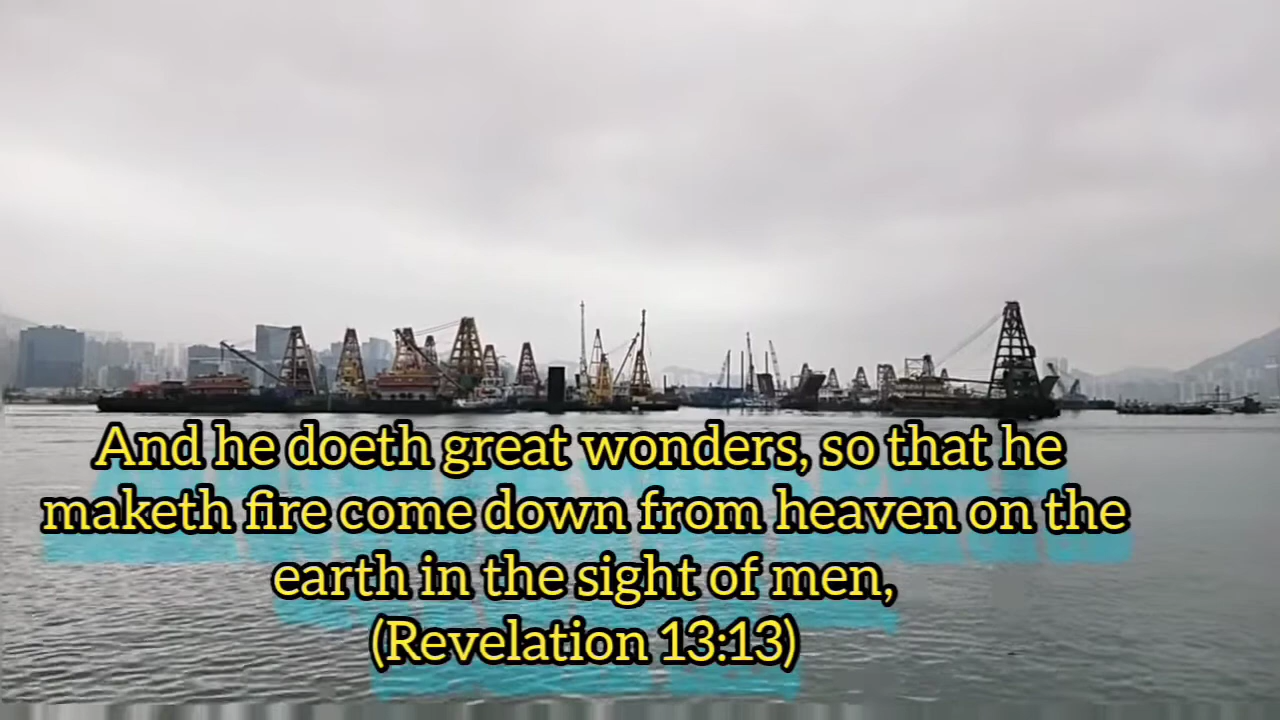 And he doeth great wonders, so that he
maketh fire come down from heaven on the
earth in the sight of men,
(Revelation 13:13)